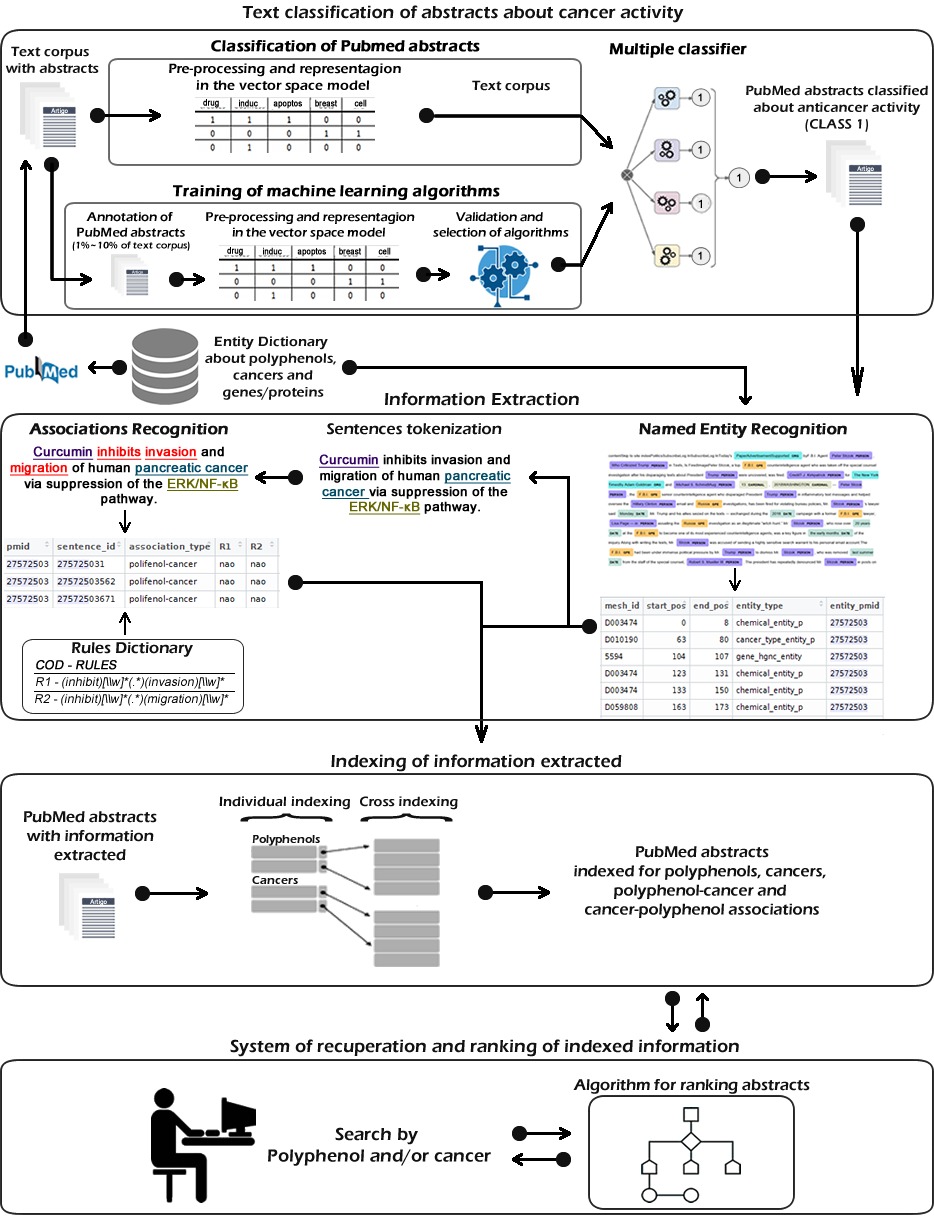 Text classification of abstracts about cancer activity
Text corpus
with abstracts
Artigo
Classification of Pubmed abstracts
Pre-processing and representagion
in the vector space model
drug induc apoptos breast cell
1 1 1 0 0
0 0 0 1 1
0 1 0 0 0
Text corpus
Multiple classifier
1
1
1
1
1
PubMed abstracts classified
about anticancer activity
(CLASS 1)
Artigo
Training of machine learning algorithms
Annotation of
PubMed abstracts
(1%~10% of text corpus)
Artigo
Pre-processing and representagion
in the vector space model
drug induc apoptos breast cell
1 1 1 0 0
0 0 0 1 1
0 1 0 0 0
Validation and
selection of algorithms
PubMed
Entity Dictionary
about polyphenols,
cancers and
genes/proteins
Information Extraction
Associations Recognition
Curcumin inhibits invasion and
migration of human pancreatic cancer
via suppression of the ERK/NF-κB
pathway.
Sentences tokenization
Curcumin inhibits invasion and
migration of human pancreatic
cancer via suppression of the
ERK/NF-κB pathway.
Named Entity Recognition
pmid sentence_id association_type R1 R2
27572503 275725031 polifenol-cancer nao nao
27572503 27572503562 polifenol-cancer nao nao
27572503 27572503671 polifenol-cancer nao nao
Rules Dictionary
COD - RULES
R1 - (inhibit)[\\w]*(.*)(invasion)[\\w]*
R2 - (inhibit)[\\w]*(.*)(migration)[\\w]*
mesh_id start_pos end_pos entity_type entity_pmid
D003474 0 8 chemical_entity_p 27572503
D010190 63 80 cancer_type_entity_p 27572503
5594 104 107 gene_hgnc_entity 27572503
D003474 123 131 chemical_entity_p 27572503
D003474 133 150 chemical_entity_p 27572503
D059808 163 173 chemical_entity_p 27572503
Indexing of information extracted
PubMed abstracts
with information
extracted
Artigo
Individual indexing Cross indexing
Polyphenols
Cancers
PubMed abstracts
indexed for polyphenols, cancers,
polyphenol-cancer and
cancer-polyphenol associations
System of recuperation and ranking of indexed information
Search by
Polyphenol and/or cancer
Algorithm for ranking abstracts